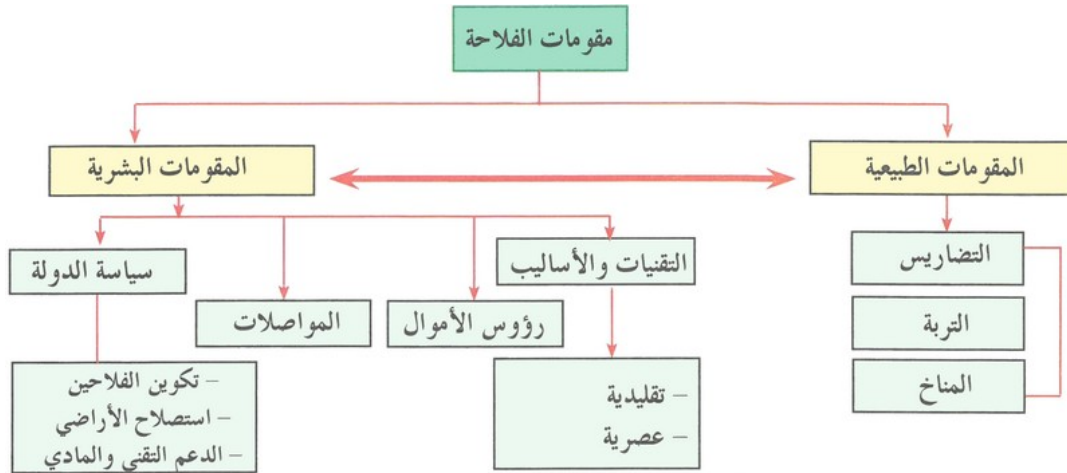 مقومات الفلاحة
المقومات الطبيعية
المقومات البشرية
التضاريس
التربة
المناخ
التقنيات والأساليب
رؤوس الأموال
المواصلات
سياسة الدولة
– تقليدية
– عصرية
– تكوين الفلاحين
– استصلاح الأراضي
– الدعم التقني والمادي